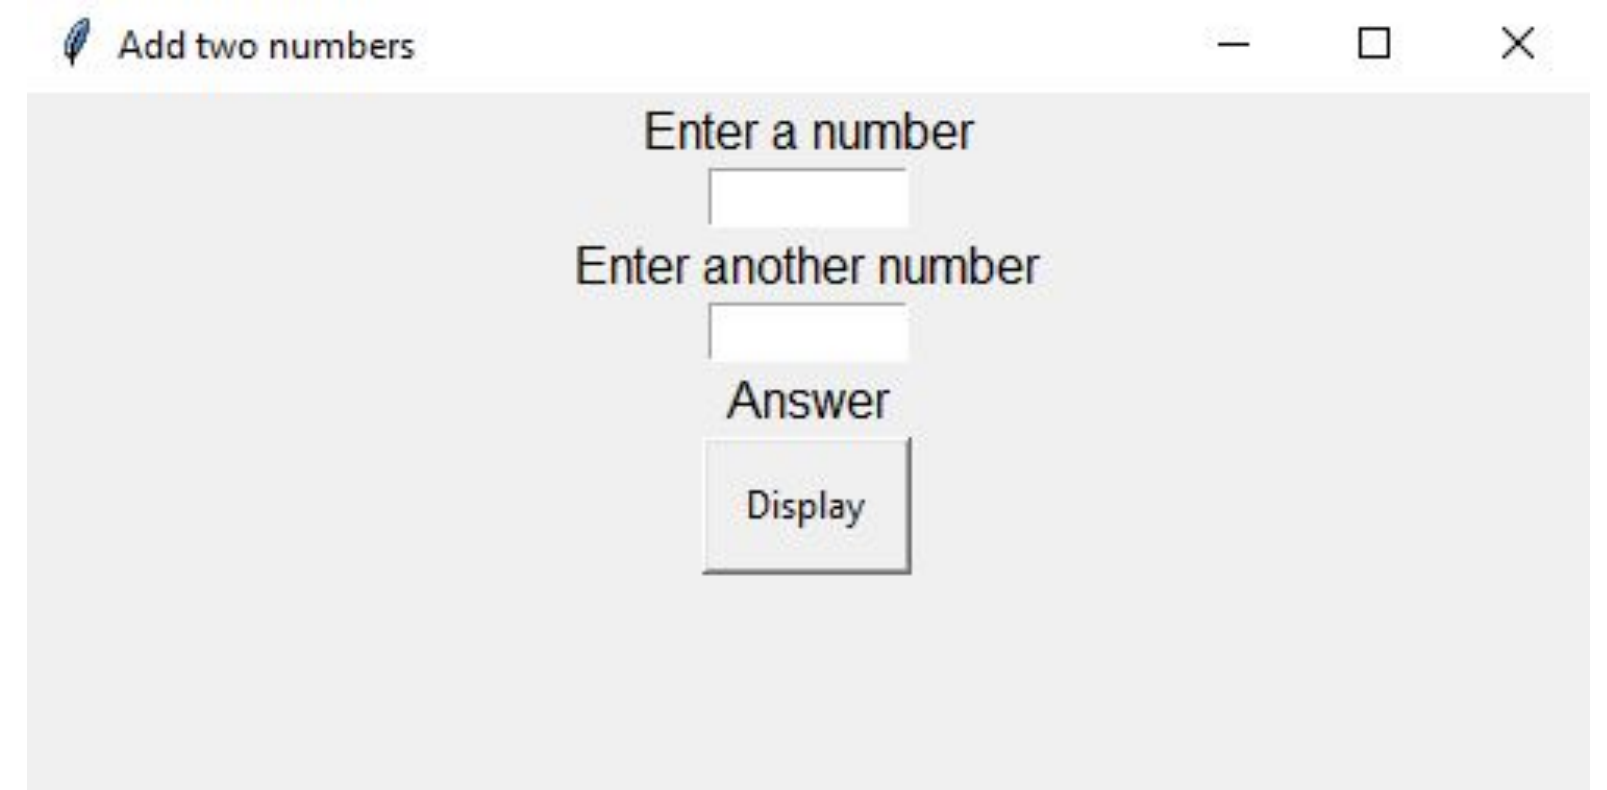 Add two numbers
Enter a number
Enter another number
Answer
Display